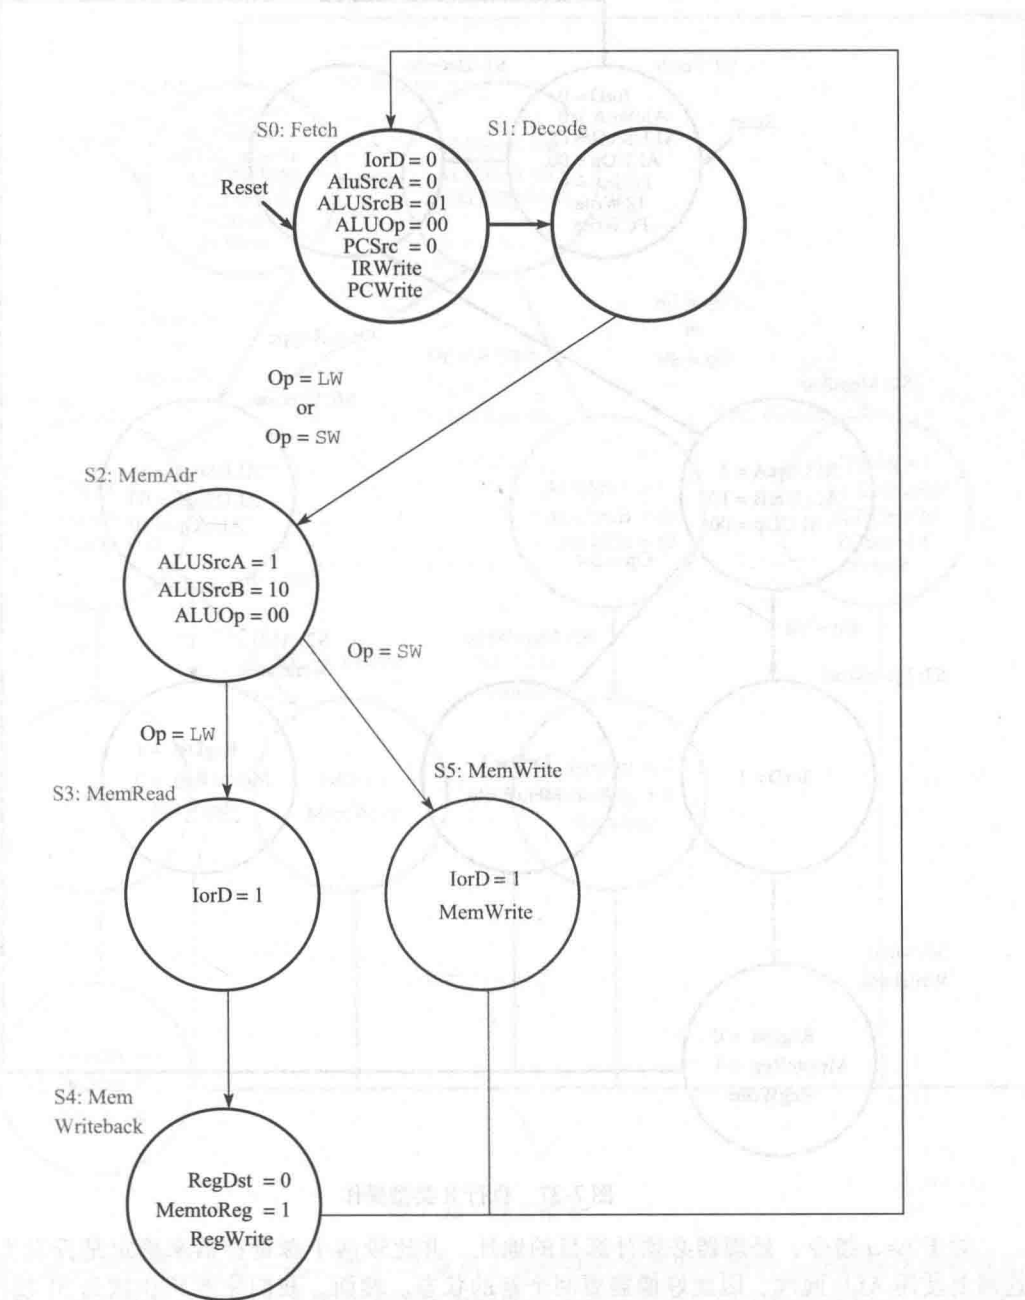 S0: Fetch
S1: Decode
Reset
IorD = 0
AluSrcA = 0
ALUSrcB = 01
ALUOp = 00
PCSrc = 0
IRWrite
PCWrite
Op = LW
or
Op = SW
S2: MemAdr
ALUSrcA = 1
ALUSrcB = 10
ALUOp = 00
Op = SW
Op = LW
S5: MemWrite
S3: MemRead
IorD = 1
IorD = 1
MemWrite
S4: Mem
Writeback
RegDst = 0
MemtoReg = 1
RegWrite